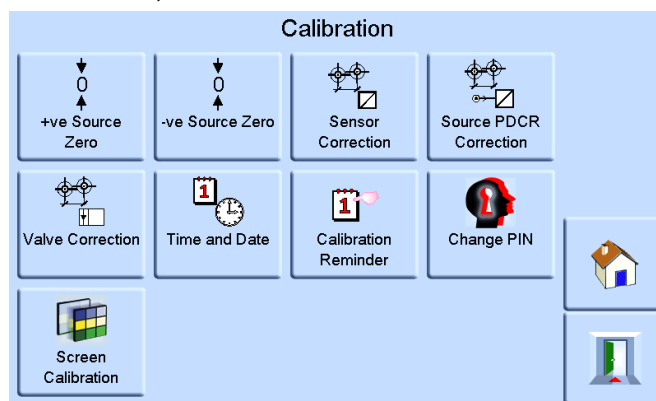 Calibration
0
+ve Source
Zero
0
-ve Source Zero
Sensor
Correction
Source PDCR
Correction
Valve Correction
1
Time and Date
1
Calibration
Reminder
Change PIN
Screen
Calibration